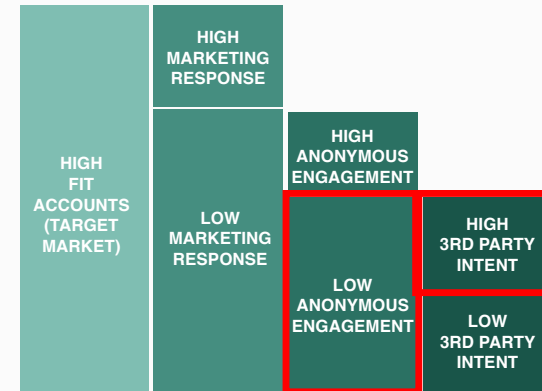 HIGH
FIT
ACCOUNTS
(TARGET
MARKET)
HIGH
MARKETING
RESPONSE
LOW
MARKETING
RESPONSE
HIGH
ANONYMOUS
ENGAGEMENT
LOW
ANONYMOUS
ENGAGEMENT
HIGH
3RD PARTY
INTENT
LOW
3RD PARTY
INTENT